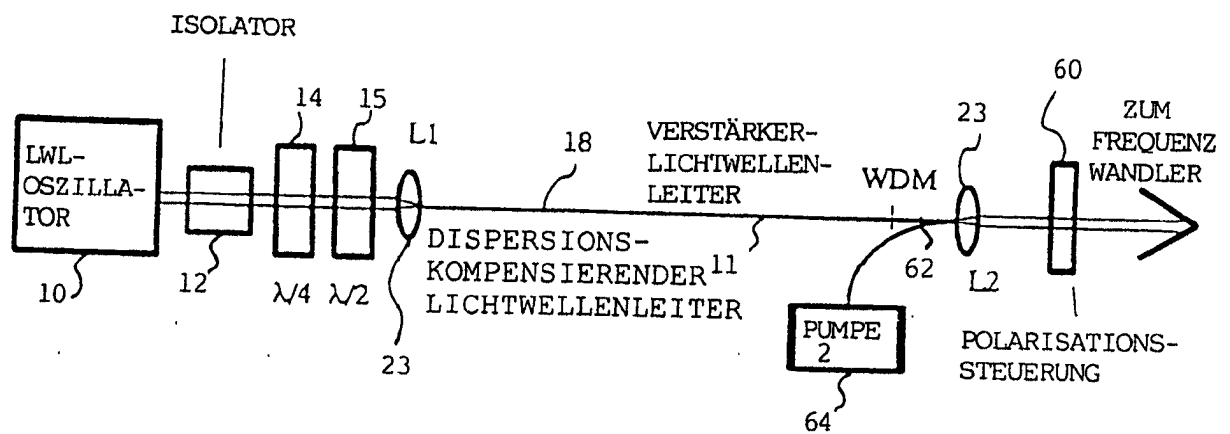 ISOLATOR
14
15
L1
60
ZUM
FREQUENZ
WANDLER
23
LWL-
OSZILLA-
TOR
18
VERSTÄRKER-
LICHTWELLEN-
LEITER
WDM
10
12
λ/4
λ/2
23
DISPERSIONS-
KOMPENSIERENDER
LICHTWELLENLEITER
11
62
L2
PUMPE
2
64
POLARISATIONS-
STEUERUNG